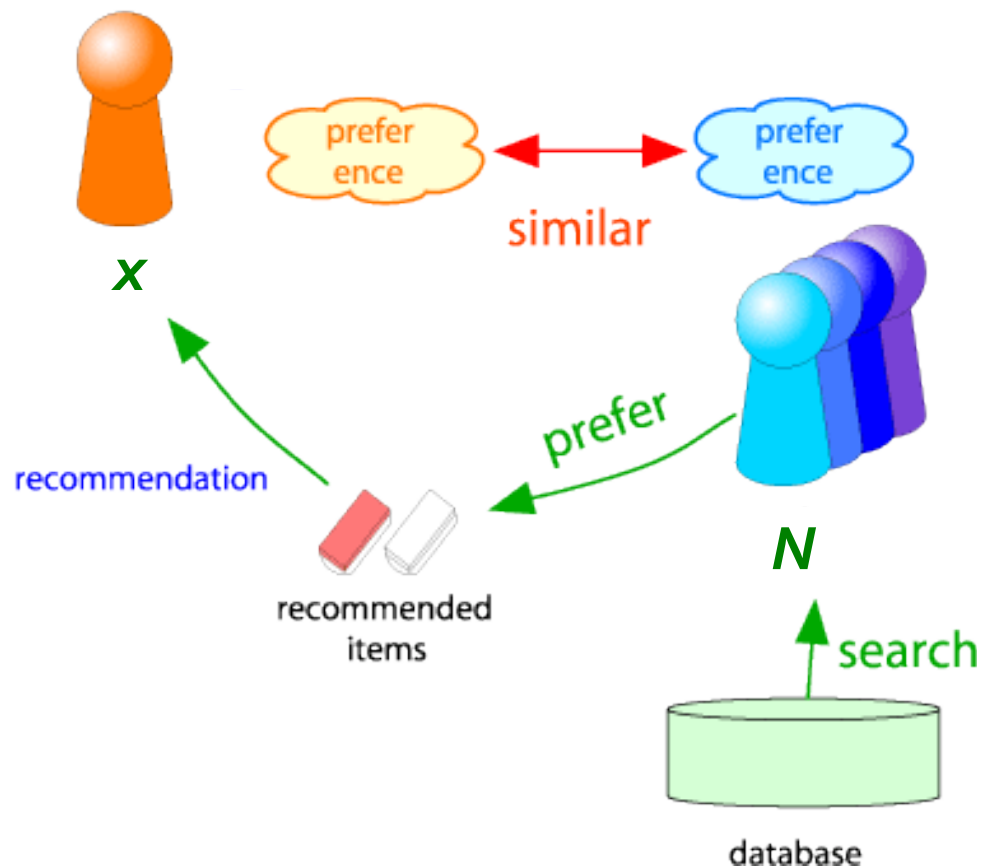 prefer
ence
prefer
ence
similar
x
prefer
recommendation
N
recommended
items
search
database